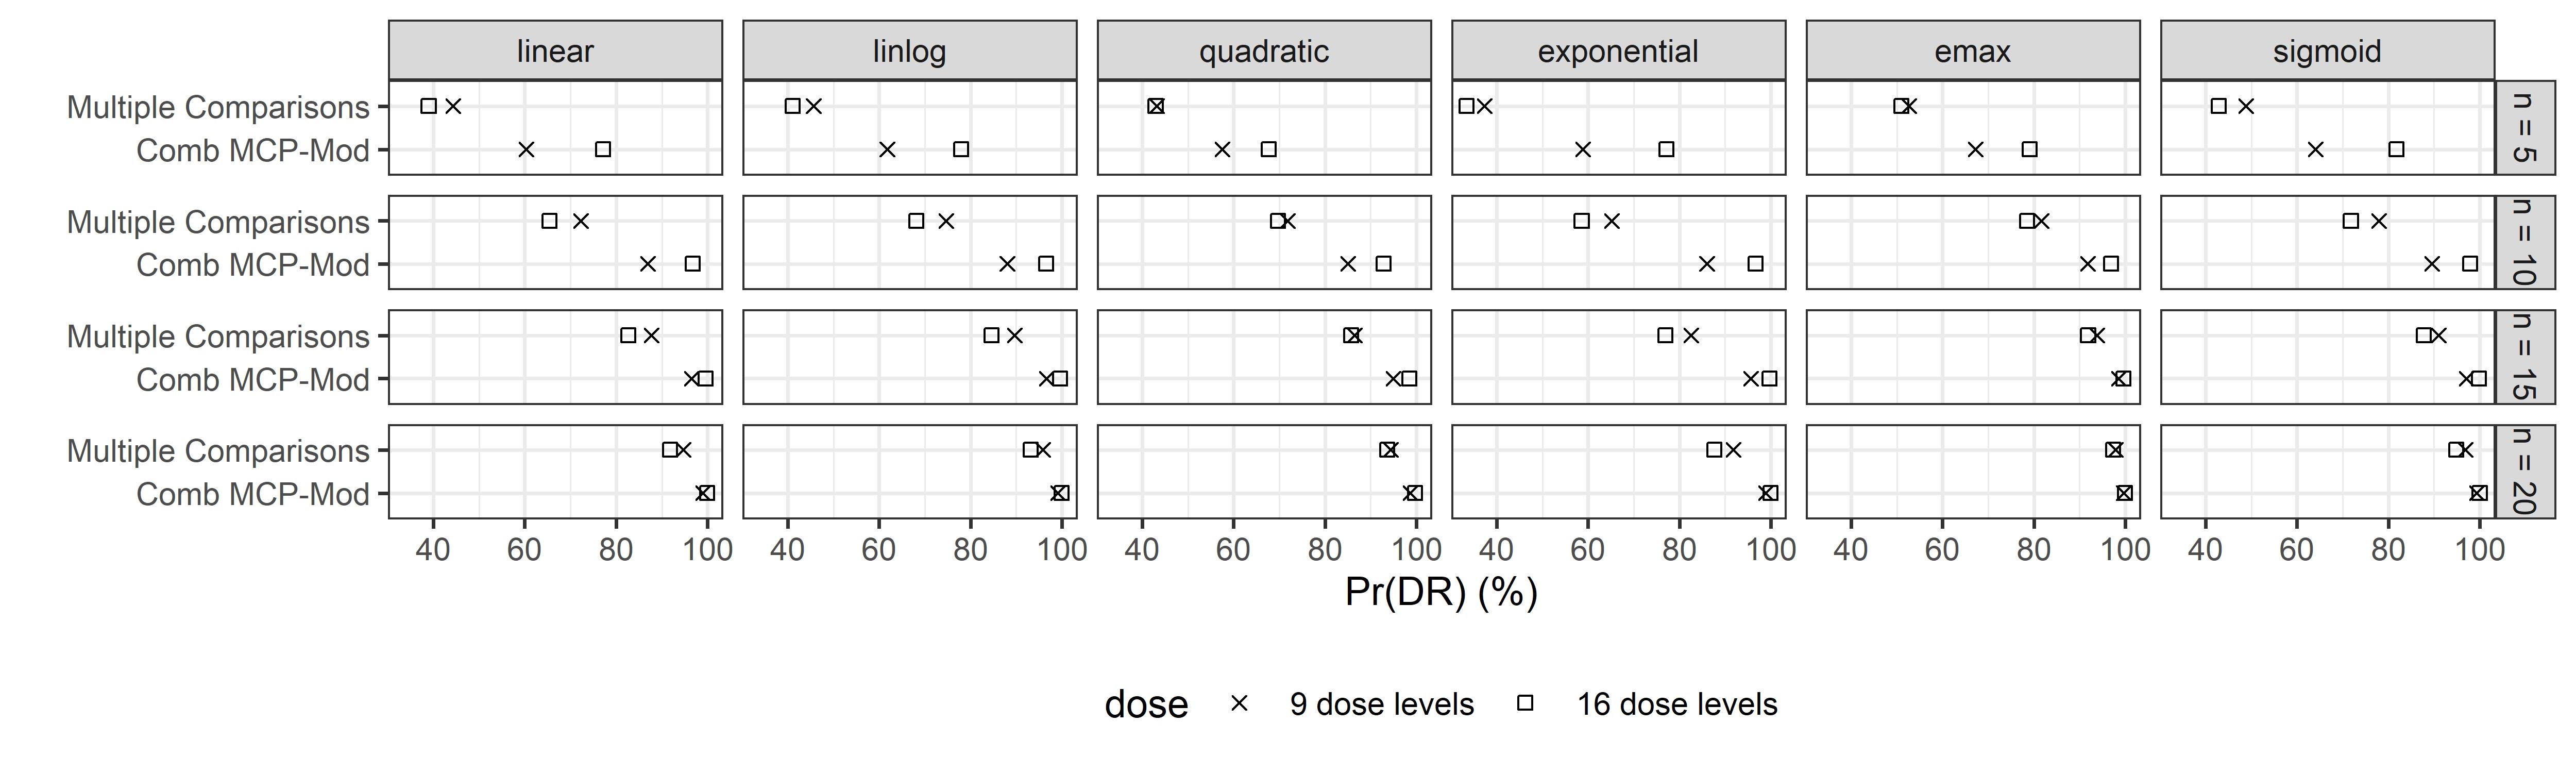 linear linlog quadratic exponential emax sigmoid
Multiple Comparisons
Comb MCP-Mod
n = 5
Multiple Comparisons
Comb MCP-Mod
n = 10
Multiple Comparisons
Comb MCP-Mod
n = 15
Multiple Comparisons
Comb MCP-Mod
n = 20
40 60 80 100 40 60 80 100 40 60 80 100 40 60 80 100 40 60 80 100 40 60 80 100
Pr(DR) (%)
dose 9 dose levels 16 dose levels